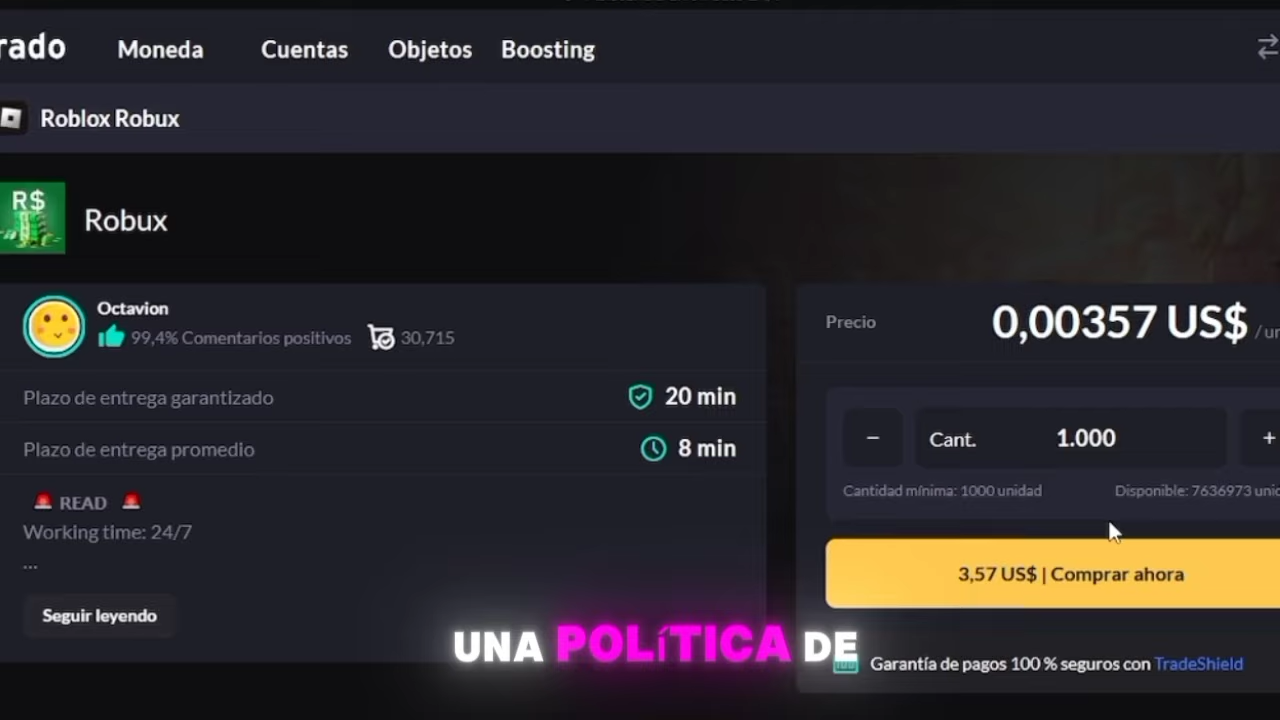 rado
Moneda Cuentas Objetos Boosting
Roblox Robux
R$
Robux
Octavion
99,4% Comentarios positivos 30,715
Plazo de entrega garantizado 20 min
Plazo de entrega promedio 8 min
READ
Working time: 24/7
...
Seguir leyendo
Precio 0,00357 US$ / un
− Cant. 1.000 +
Cantidad mínima: 1000 unidad Disponible: 7636973 unid
3,57 US$ | Comprar ahora
UNA POLÍTICA DE
Garantía de pagos 100 % seguros con TradeShield